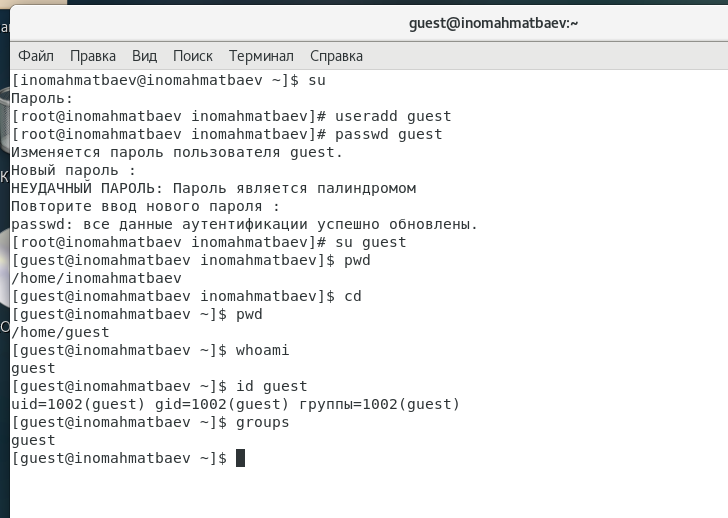 guest@inomahmatbaev:~
Файл Правка Вид Поиск Терминал Справка
[inomahmatbaev@inomahmatbaev ~]$ su
Пароль:
[root@inomahmatbaev inomahmatbaev]# useradd guest
[root@inomahmatbaev inomahmatbaev]# passwd guest
Изменяется пароль пользователя guest.
Новый пароль :
НЕУДАЧНЫЙ ПАРОЛЬ: Пароль является палиндромом
Повторите ввод нового пароля :
passwd: все данные аутентификации успешно обновлены.
[root@inomahmatbaev inomahmatbaev]# su guest
[guest@inomahmatbaev inomahmatbaev]$ pwd
/home/inomahmatbaev
[guest@inomahmatbaev inomahmatbaev]$ cd
[guest@inomahmatbaev ~]$ pwd
/home/guest
[guest@inomahmatbaev ~]$ whoami
guest
[guest@inomahmatbaev ~]$ id guest
uid=1002(guest) gid=1002(guest) группы=1002(guest)
[guest@inomahmatbaev ~]$ groups
guest
[guest@inomahmatbaev ~]$